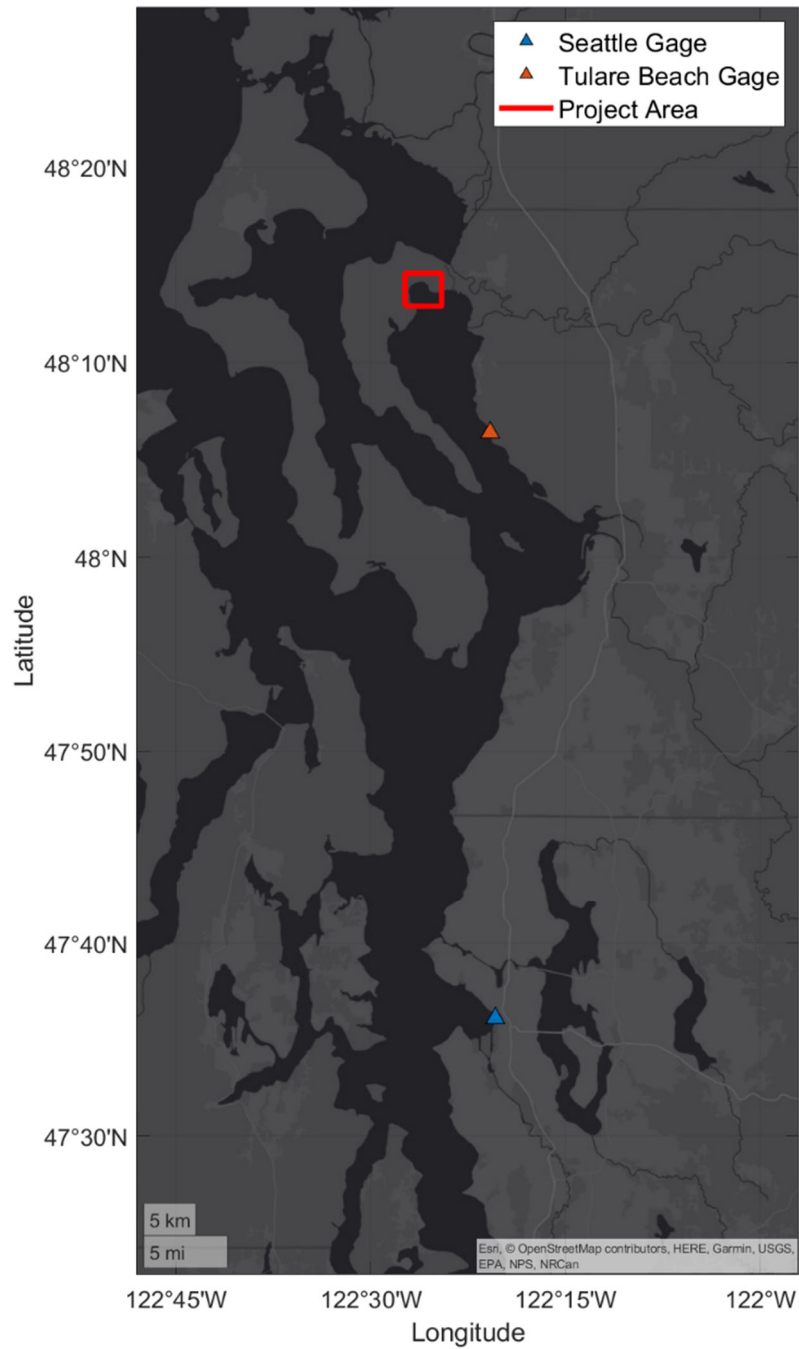 Seattle Gage
Tulare Beach Gage
Project Area
48°20'N
48°10'N
48°N
47°50'N
47°40'N
47°30'N
Latitude
5 km
5 mi
Esri, © OpenStreetMap contributors, HERE, Garmin, USGS,
EPA, NPS, NRCan
122°45'W 122°30'W 122°15'W 122°W
Longitude